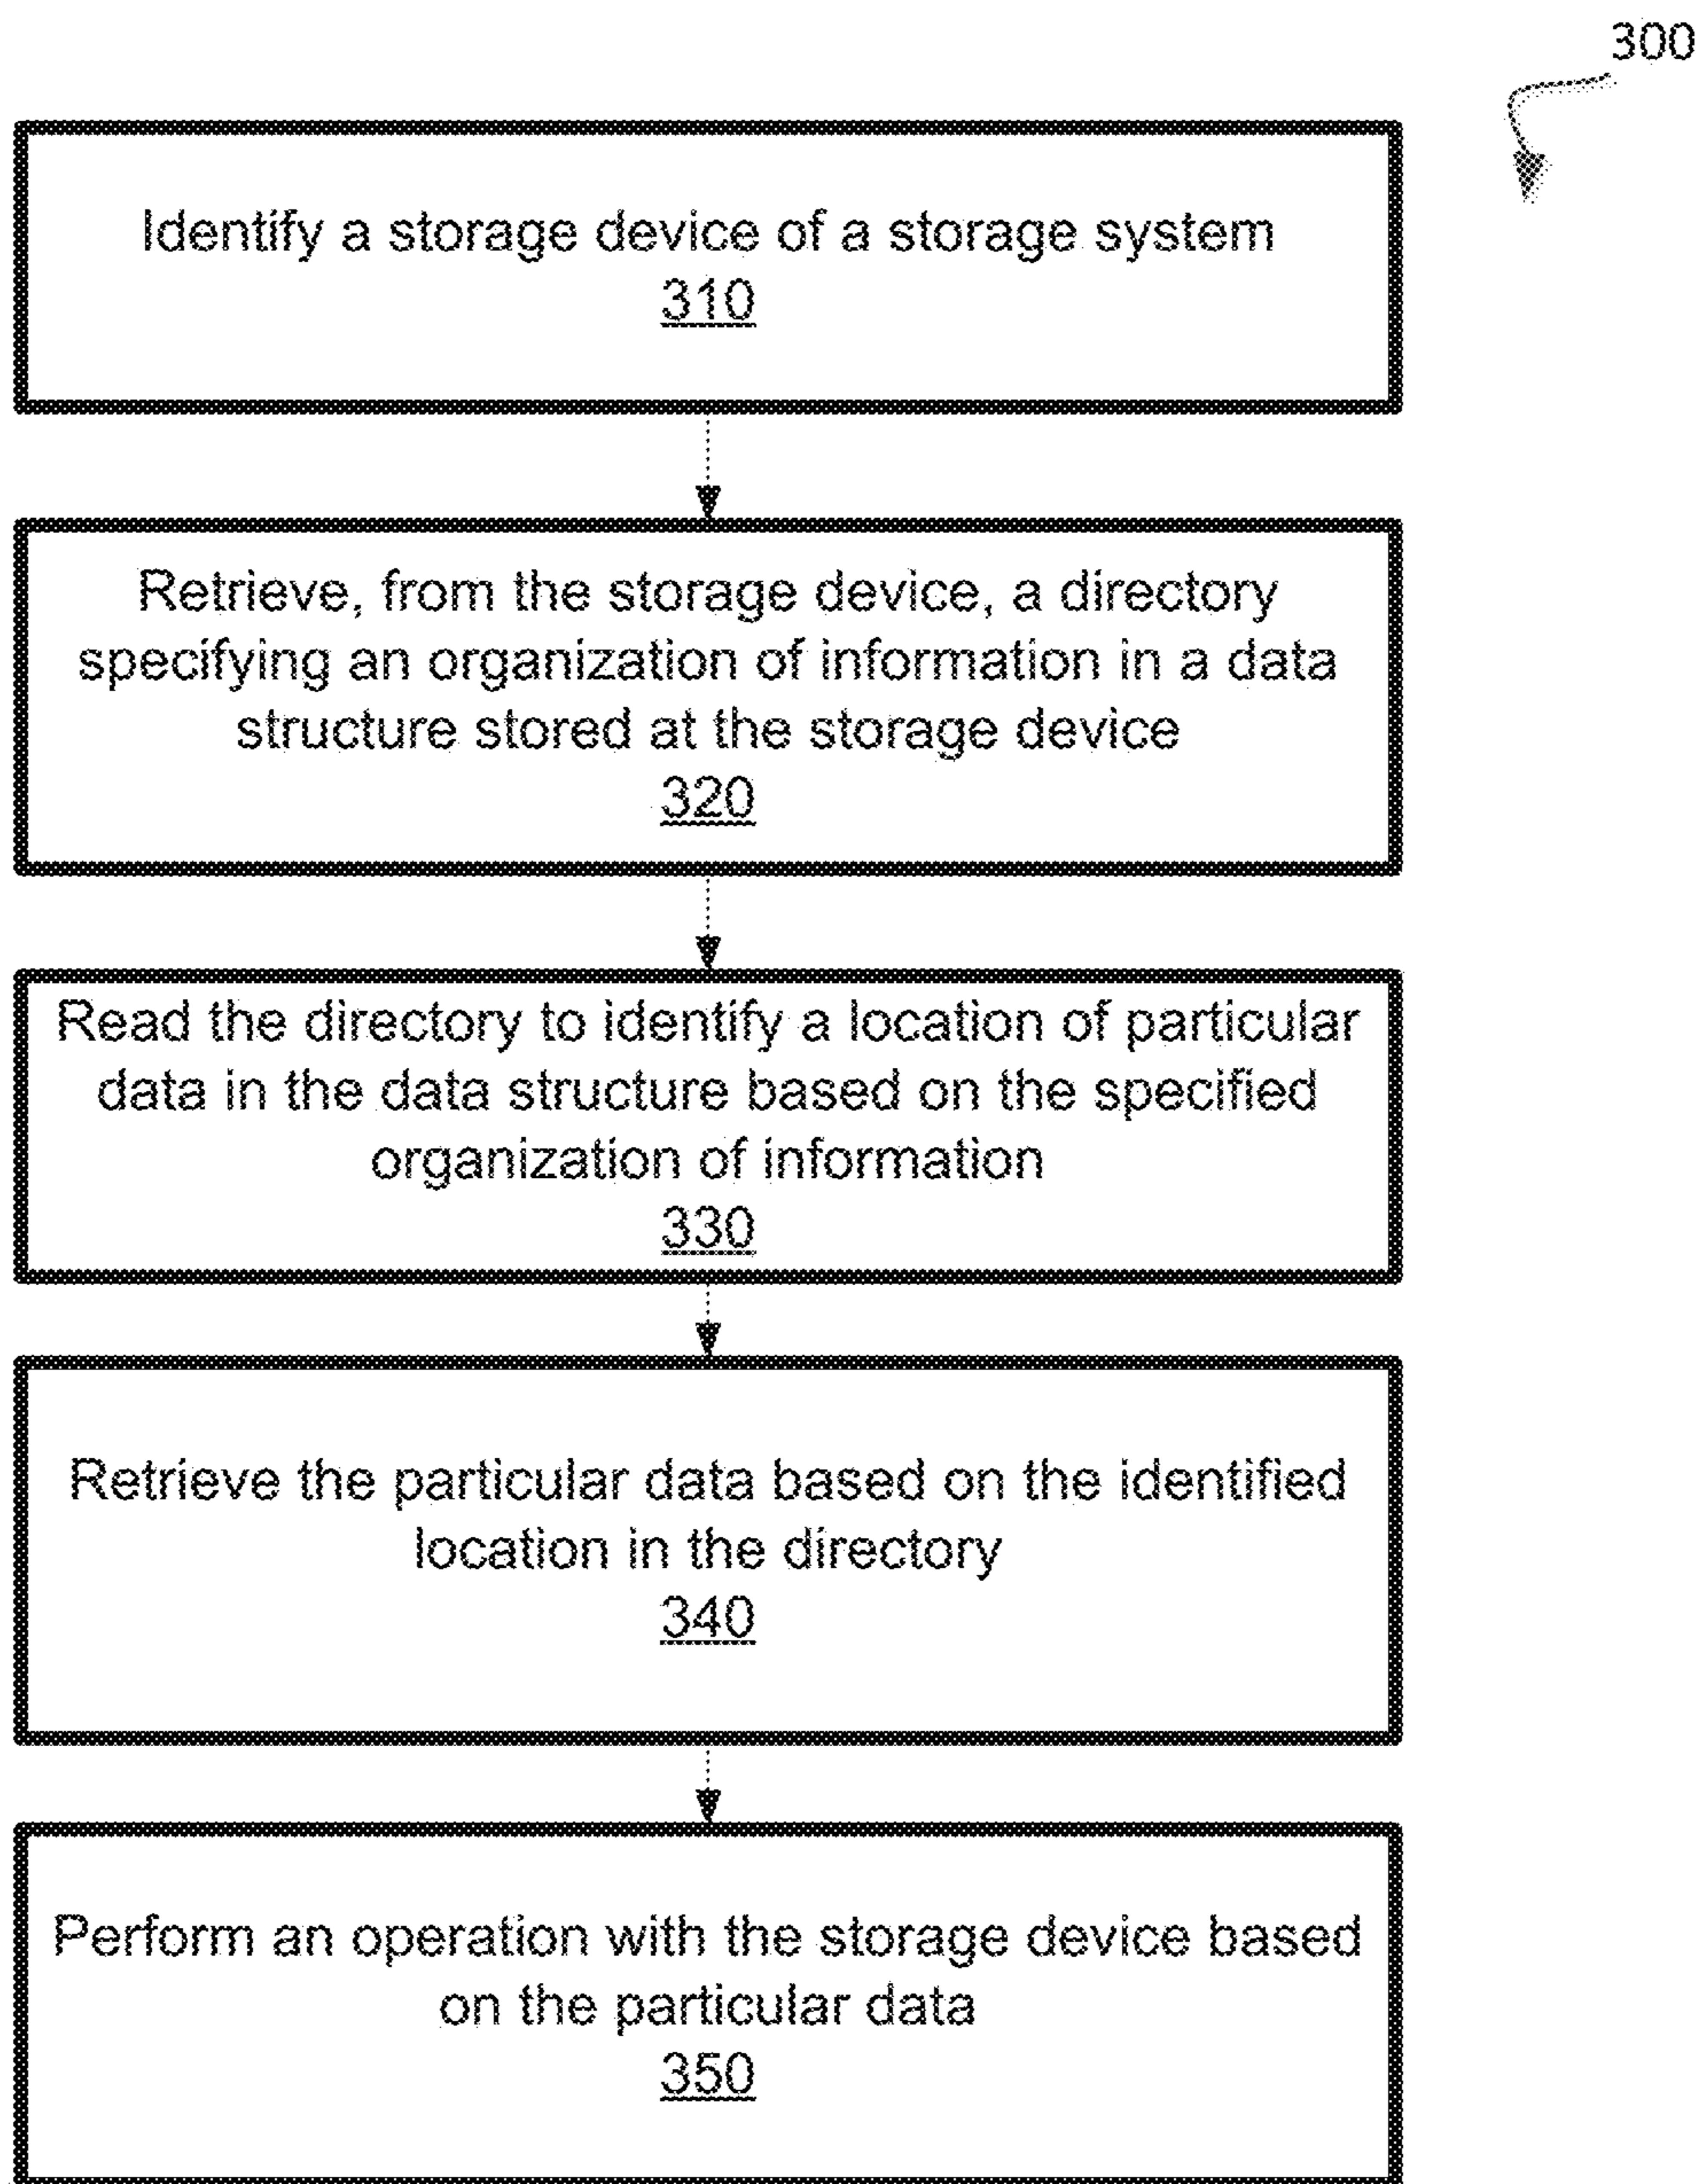 300
Identify a storage device of a storage system
310
Retrieve, from the storage device, a directory
specifying an organization of information in a data
structure stored at the storage device
320
Read the directory to identify a location of particular
data in the data structure based on the specified
organization of information
330
Retrieve the particular data based on the identified
location in the directory
340
Perform an operation with the storage device based
on the particular data
350